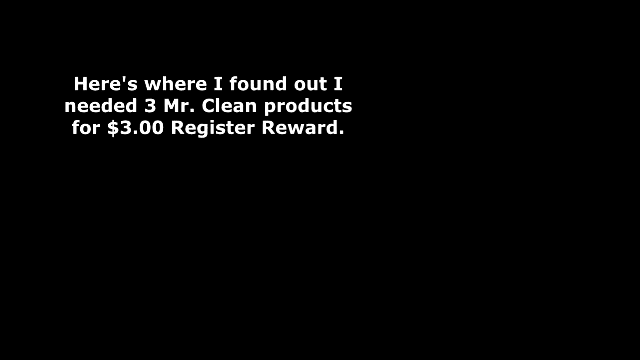 Here's where I found out I
needed 3 Mr. Clean products
for $3.00 Register Reward.